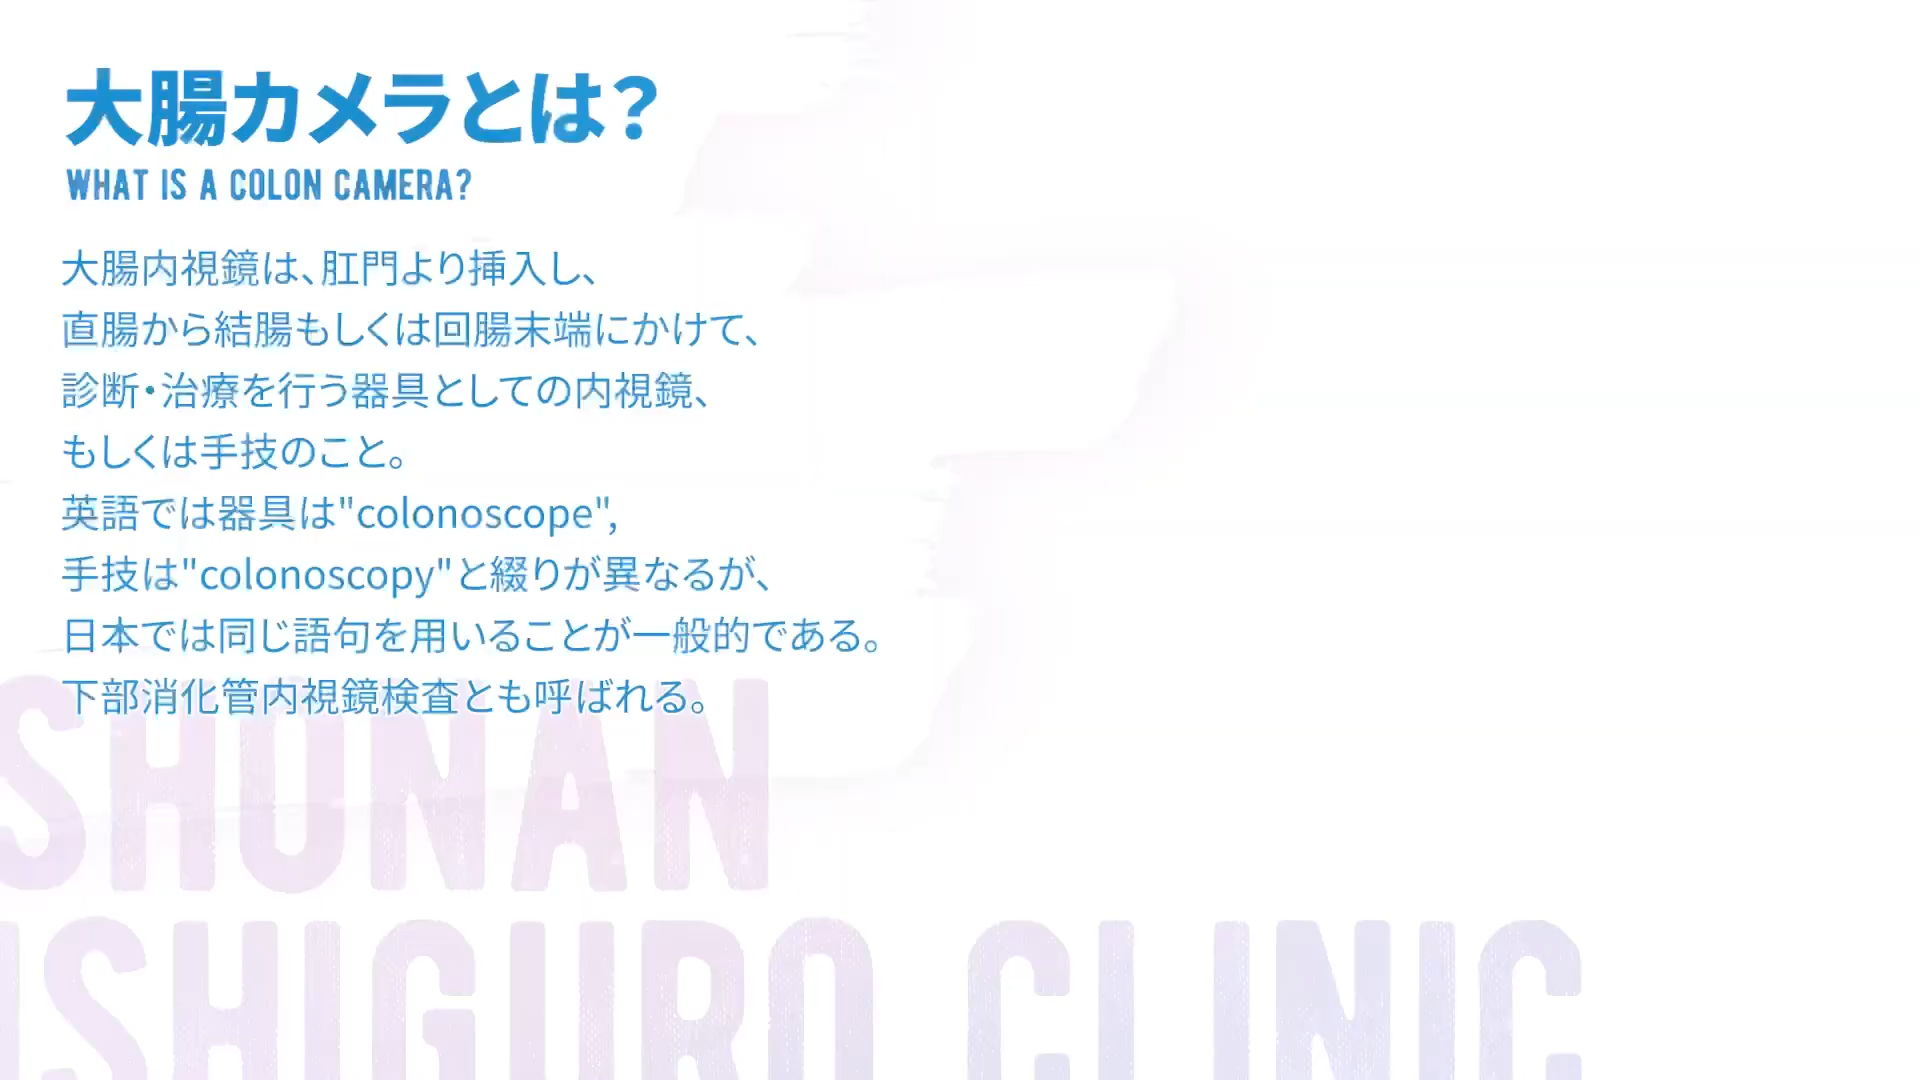 大腸カメラとは?
WHAT IS A COLON CAMERA?
大腸内視鏡は、肛門より挿入し、
直腸から結腸もしくは回腸末端にかけて、
診断・治療を行う器具としての内視鏡、
もしくは手技のこと。
英語では器具は"colonoscope",
手技は"colonoscopy"と綴りが異なるが、
日本では同じ語句を用いることが一般的である。
下部消化管内視鏡検査とも呼ばれる。
SHONAN
ISHIGURO CLINIC